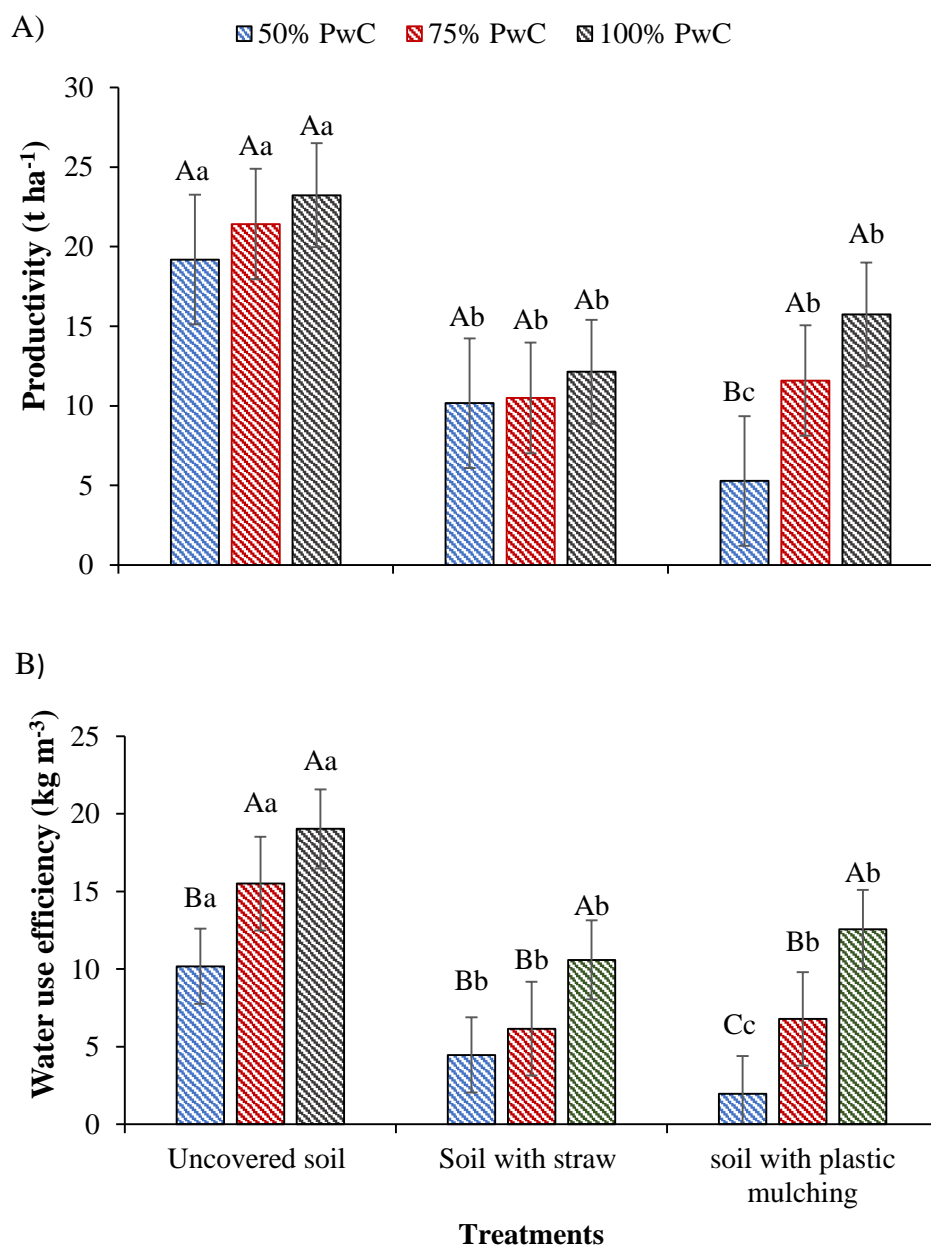 A)
50% PwC 75% PwC 100% PwC
Productivity (t ha-1)
30
25
20
15
10
5
0
Aa Aa Aa
Ab Ab Ab
Bc Ab Ab
B)
Water use efficiency (kg m-3)
25
20
15
10
5
0
Ba Aa Aa
Bb Bb Ab
Cc Bb Ab
Uncovered soil Soil with straw soil with plastic
mulching
Treatments